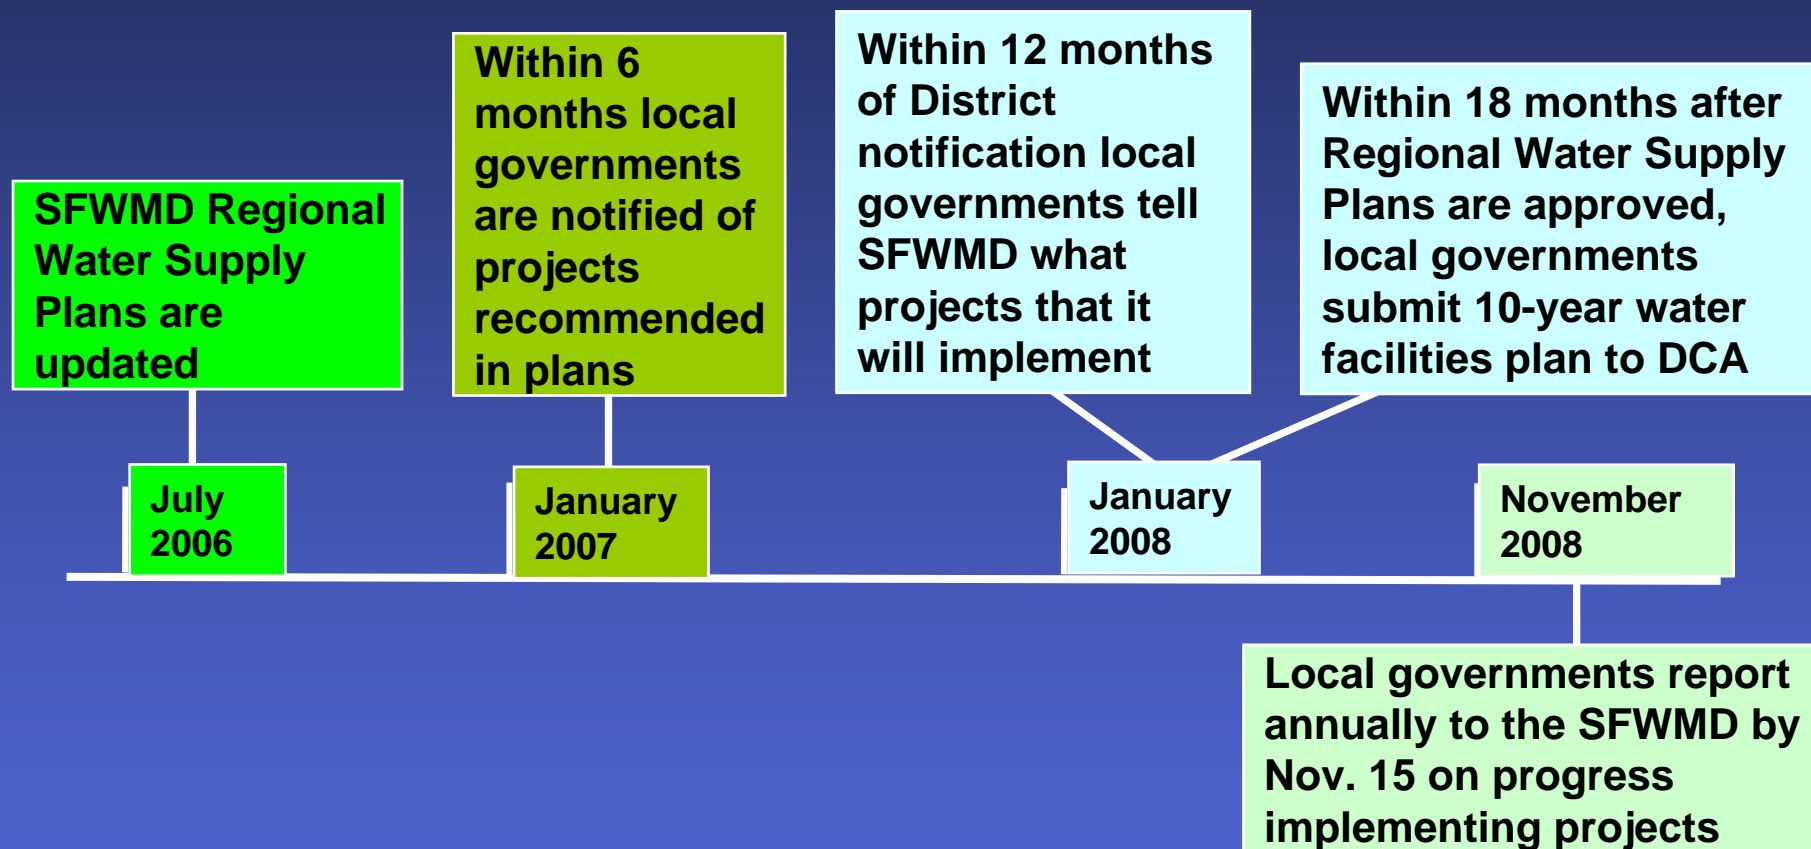 SFWMD Regional
Water Supply
Plans are
updated
Within 6
months local
governments
are notified of
projects
recommended
in plans
Within 12 months
of District
notification local
governments tell
SFWMD what
projects that it
will implement
Within 18 months after
Regional Water Supply
Plans are approved,
local governments
submit 10-year water
facilities plan to DCA
July
2006
January
2007
January
2008
November
2008
Local governments report
annually to the SFWMD by
Nov. 15 on progress
implementing projects